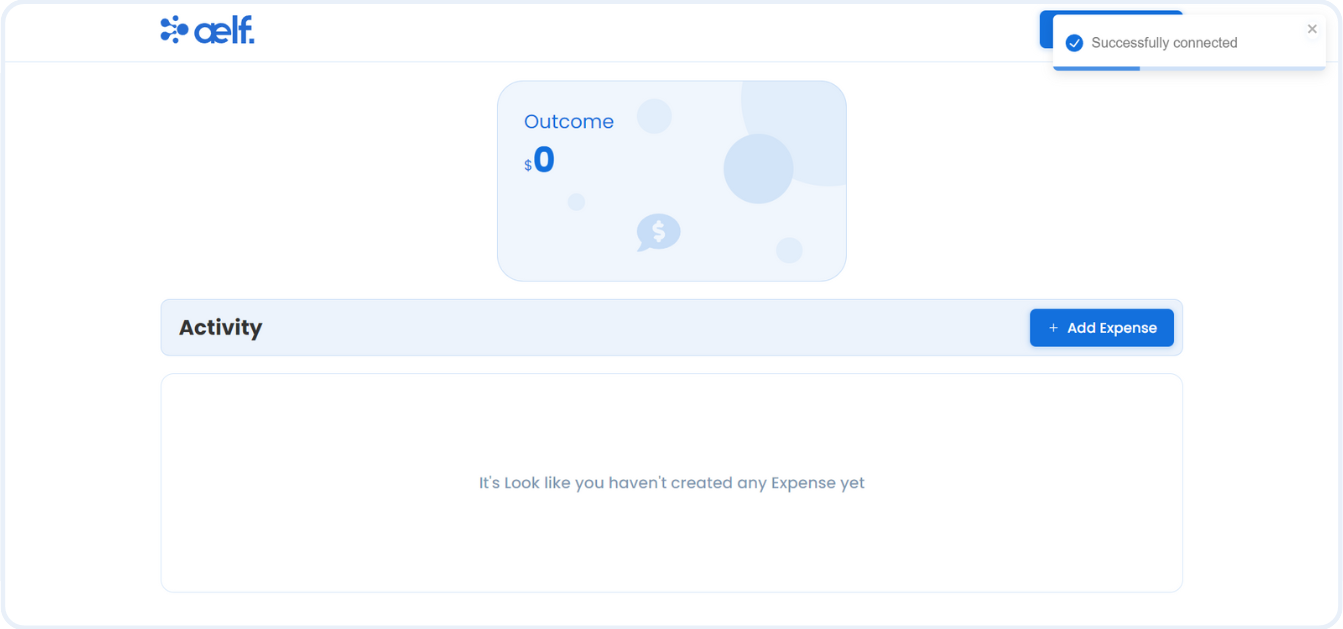 aelf.
Successfully connected
Outcome
$0
$
Activity
+ Add Expense
It's Look like you haven't created any Expense yet